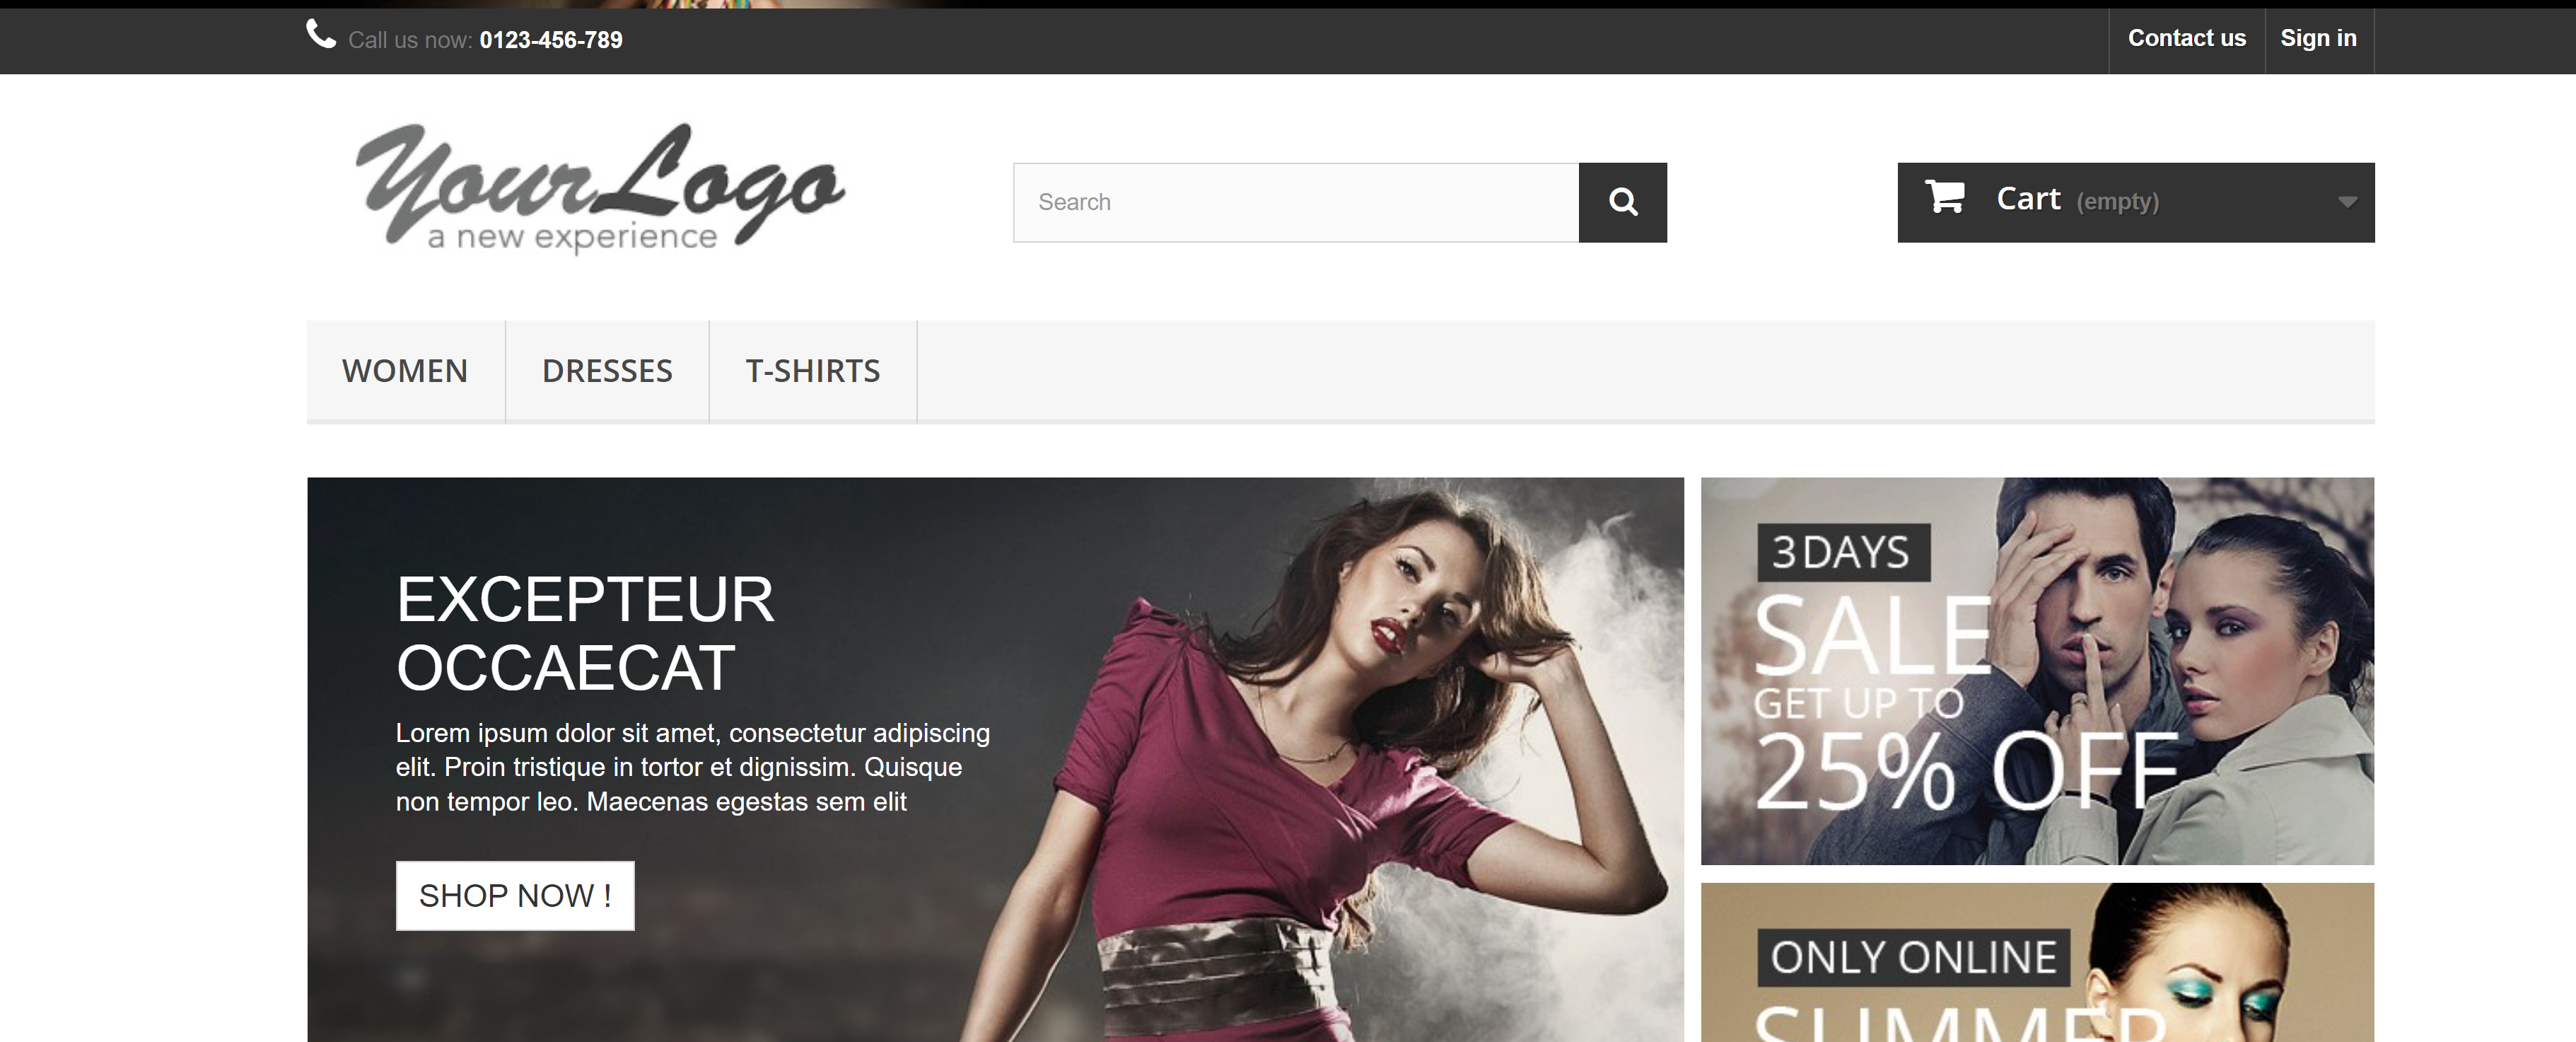 Call us now: 0123-456-789
Contact us
Sign in
YourLogo
a new experience
Search
Cart (empty)
WOMEN
DRESSES
T-SHIRTS
EXCEPTEUR
OCCAECAT
Lorem ipsum dolor sit amet, consectetur adipiscing
elit. Proin tristique in tortor et dignissim. Quisque
non tempor leo. Maecenas egestas sem elit
SHOP NOW !
3 DAYS
SALE
GET UP TO
25% OFF
ONLY ONLINE
SUMMER